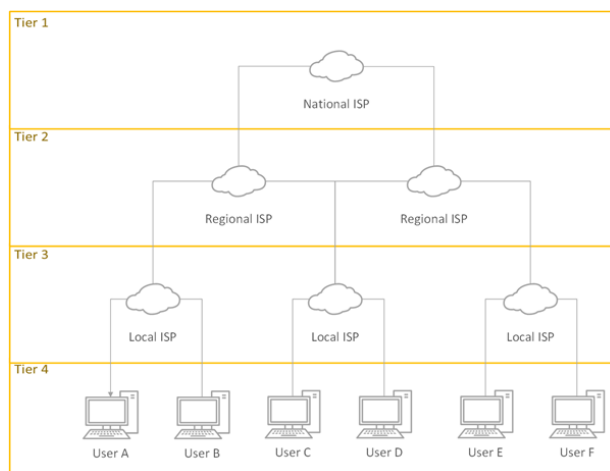 Tier 1
National ISP
Tier 2
Regional ISP
Regional ISP
Tier 3
Local ISP
Local ISP
Local ISP
Tier 4
User A
User B
User C
User D
User E
User F